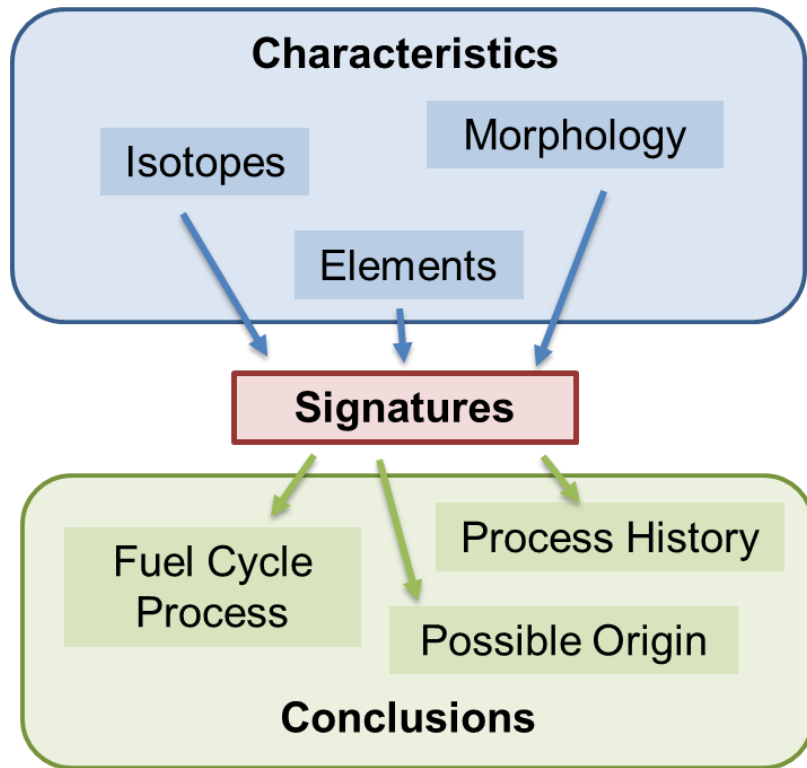 Characteristics
Isotopes
Morphology
Elements
Signatures
Fuel Cycle
Process
Process History
Possible Origin
Conclusions